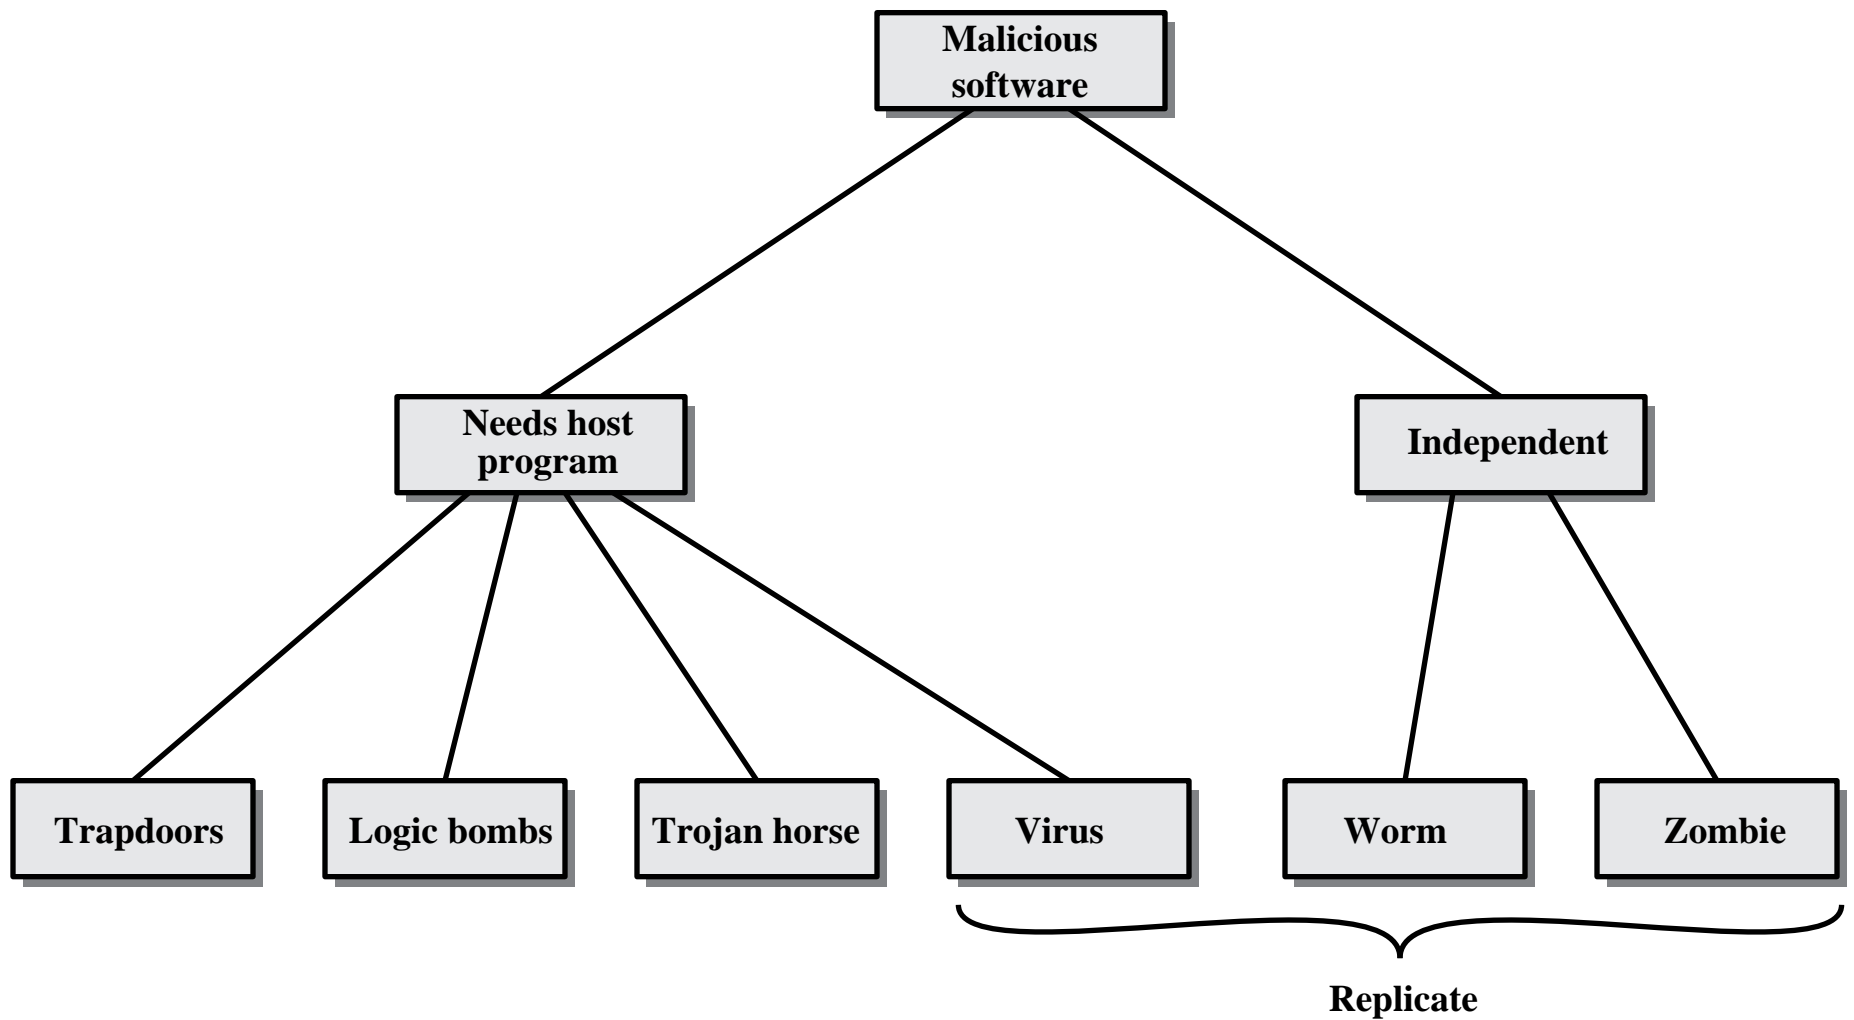 Malicious
software
Needs host
program
Independent
Trapdoors
Logic bombs
Trojan horse
Virus
Worm
Zombie
Replicate